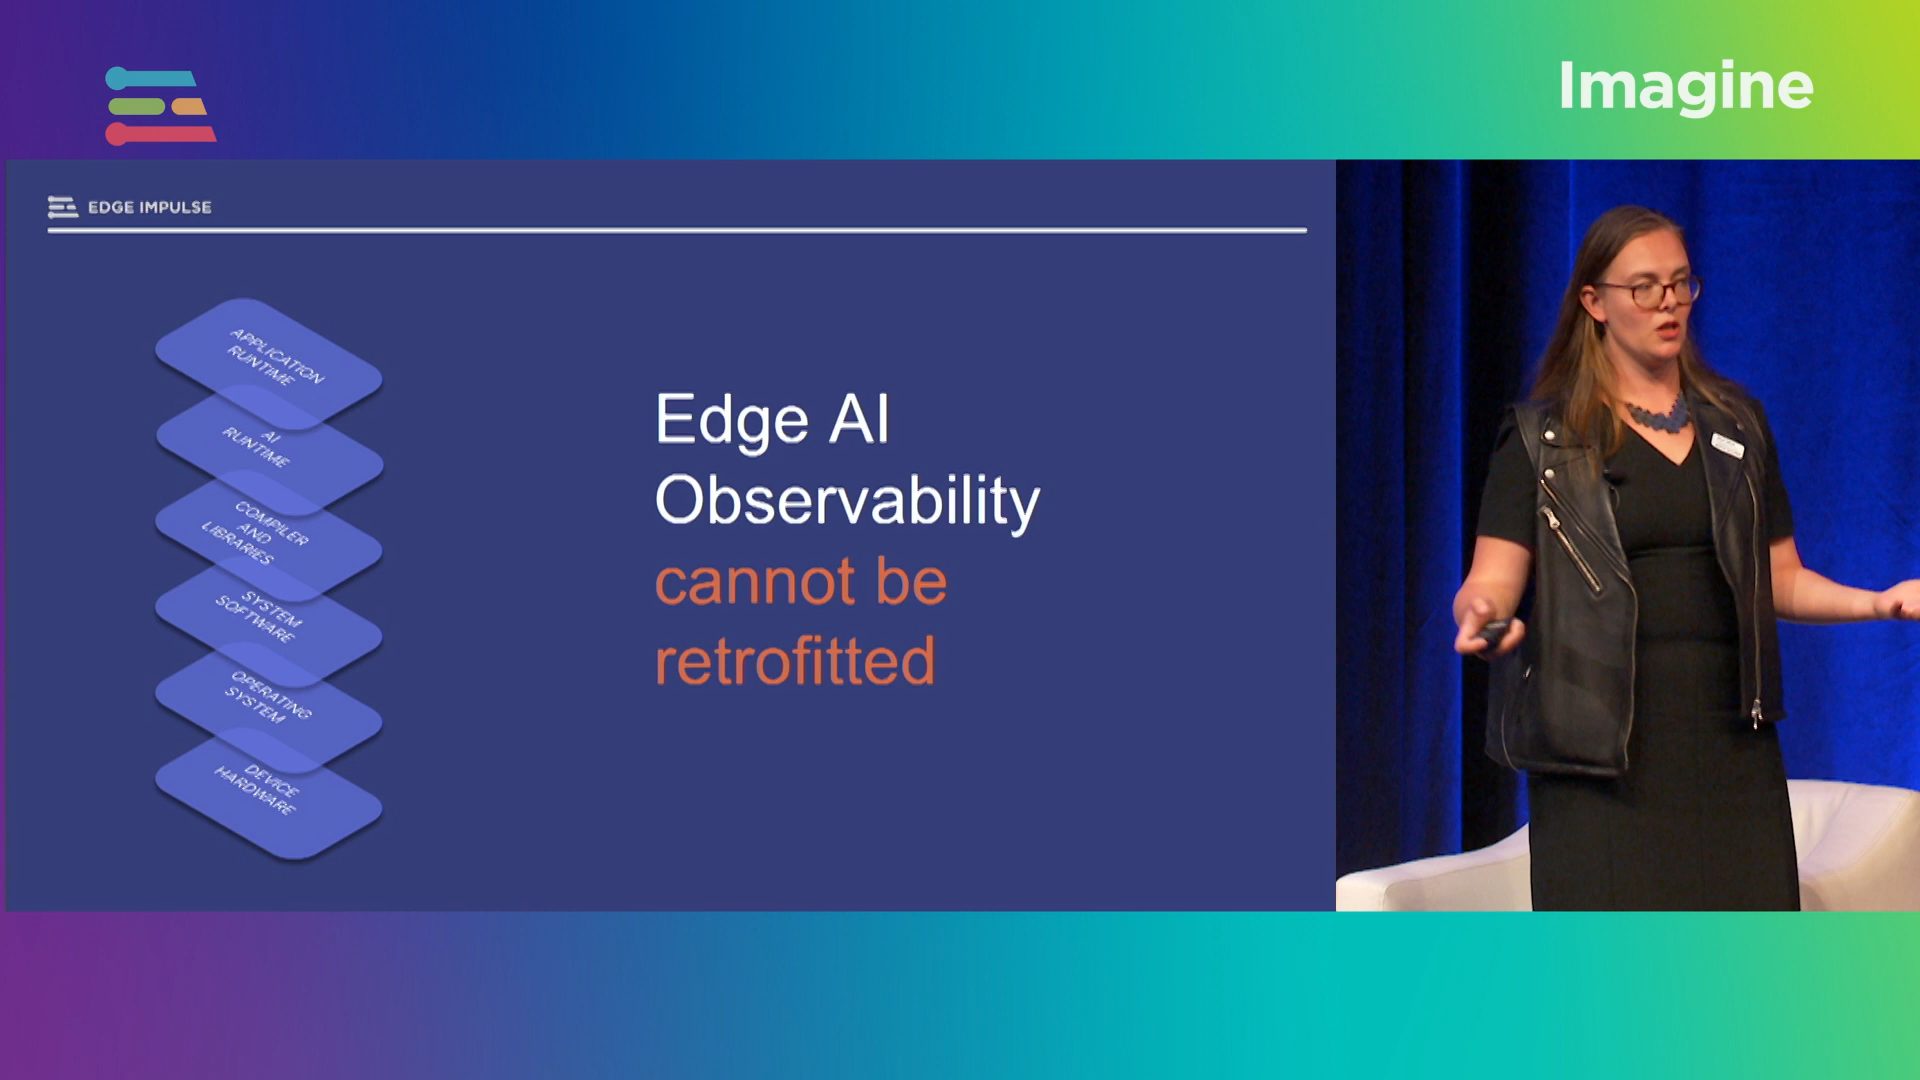 Imagine
EDGE IMPULSE
APPLICATION
RUNTIME
AI
RUNTIME
COMPILER
AND
LIBRARIES
SYSTEM
SOFTWARE
OPERATING
SYSTEM
DEVICE
HARDWARE
Edge AI
Observability
cannot be
retrofitted